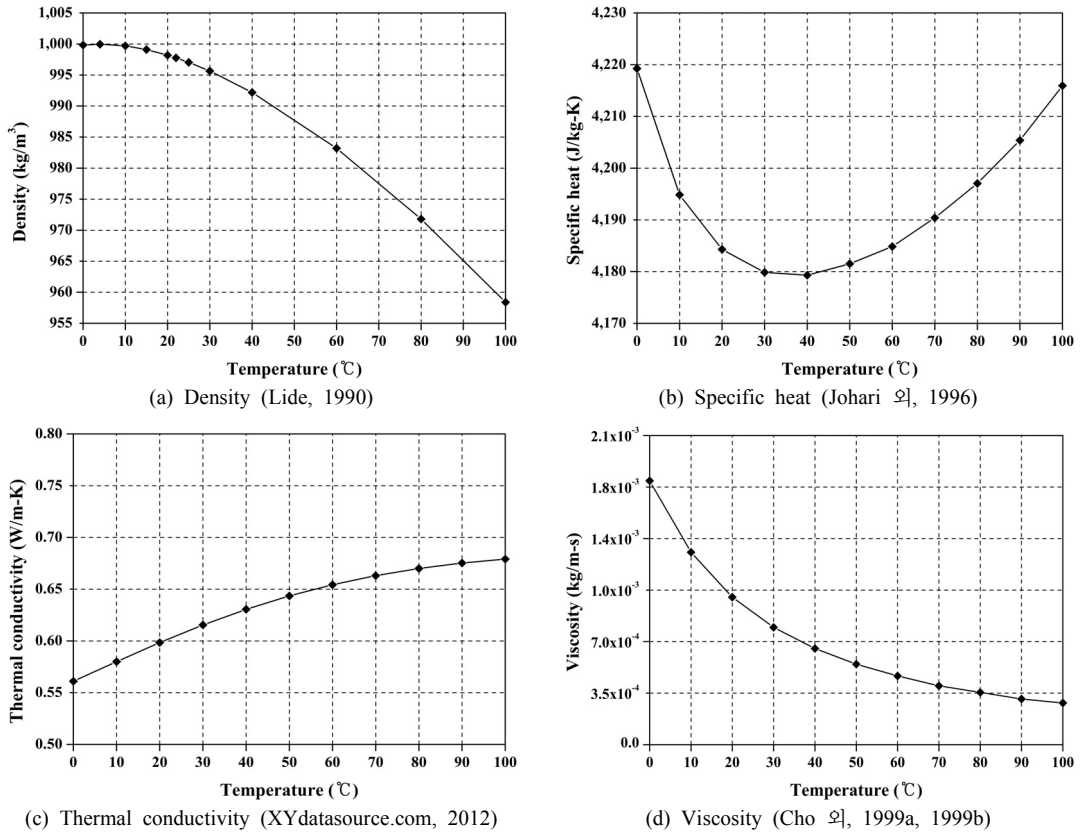 1,005
1,000
995
990
985
980
975
970
965
960
955
Density (kg/m³)
0 10 20 30 40 50 60 70 80 90 100
Temperature (℃)
(a) Density (Lide, 1990)
4,230
4,220
4,210
4,200
4,190
4,180
4,170
Specific heat (J/kg-K)
0 10 20 30 40 50 60 70 80 90 100
Temperature (℃)
(b) Specific heat (Johari 외, 1996)
0.80
0.75
0.70
0.65
0.60
0.55
0.50
Thermal conductivity (W/m-K)
0 10 20 30 40 50 60 70 80 90 100
Temperature (℃)
(c) Thermal conductivity (XYdatasource.com, 2012)
2.1x10⁻³
1.8x10⁻³
1.4x10⁻³
1.0x10⁻³
7.0x10⁻⁴
3.5x10⁻⁴
0.0
Viscosity (kg/m-s)
0 10 20 30 40 50 60 70 80 90 100
Temperature (℃)
(d) Viscosity (Cho 외, 1999a, 1999b)